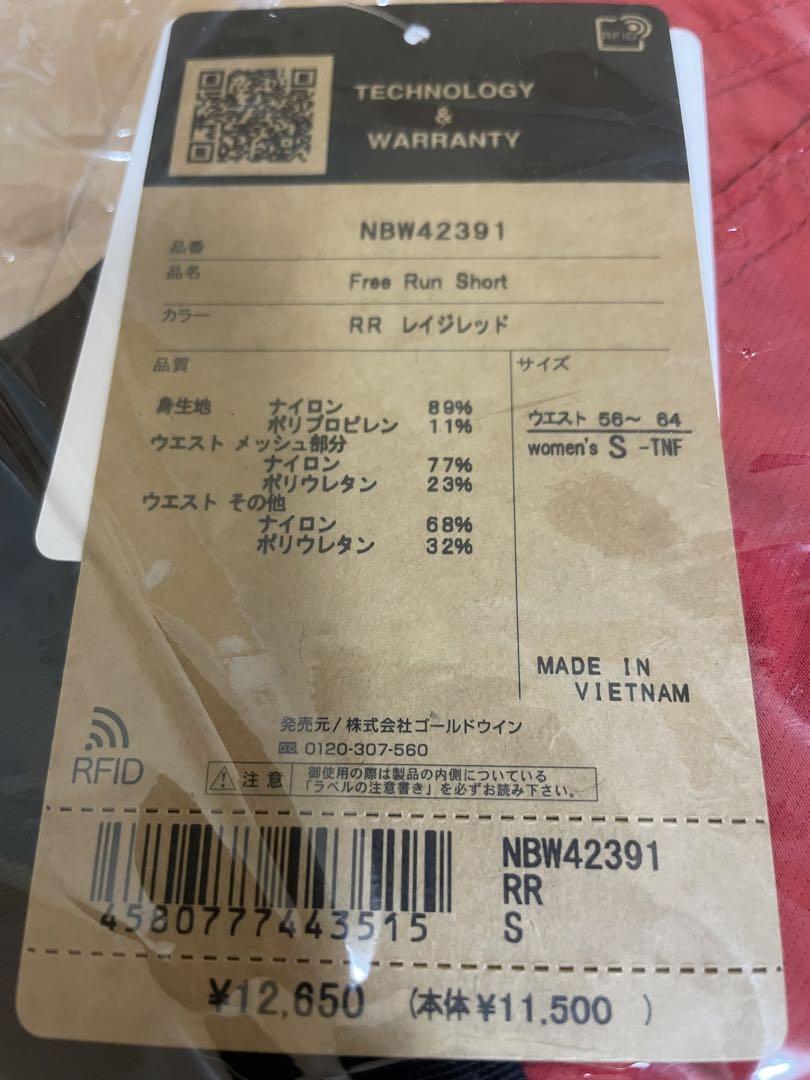 RFID
TECHNOLOGY
&
WARRANTY
品番 NBW42391
品名 Free Run Short
カラー RR レイジレッド
品質
身生地 ナイロン 89%
ポリプロピレン 11%
ウエスト メッシュ部分
ナイロン 77%
ポリウレタン 23%
ウエスト その他
ナイロン 68%
ポリウレタン 32%
サイズ
ウエスト 56～ 64
women's S -TNF
MADE IN
VIETNAM
発売元/株式会社ゴールドウイン
0120-307-560
RFID
注意
御使用の際は製品の内側についている
「ラベルの注意書き」を必ずお読み下さい。
4580777443515
NBW42391
RR
S
¥12,650 (本体¥11,500 )